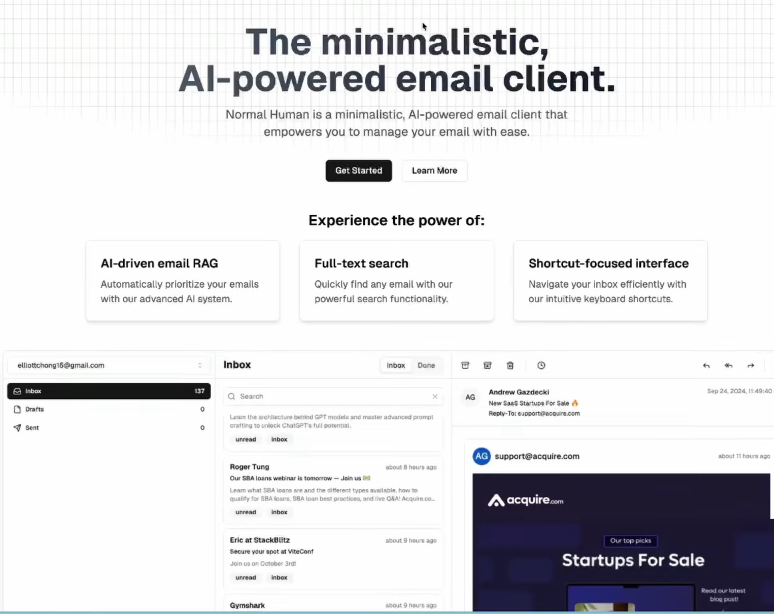 The minimalistic,
AI-powered email client.
Normal Human is a minimalistic, AI-powered email client that
empowers you to manage your email with ease.
Get Started
Learn More
Experience the power of:
AI-driven email RAG
Automatically prioritize your emails
with our advanced AI system.
Full-text search
Quickly find any email with our
powerful search functionality.
Shortcut-focused interface
Navigate your inbox efficiently with
our intuitive keyboard shortcuts.
elliottchong16@gmail.com
Inbox 137
Drafts 0
Sent 0
Inbox
Inbox Done
Search
Learn the architecture behind GPT models and master advanced prompt
crafting to unlock ChatGPT's full potential.
unread inbox
Roger Tung about 8 hours ago
Our SBA loans webinar is tomorrow — Join us
Learn what SBA loans are and the different types available, how to
qualify for SBA loans, SBA loan best practices, and live Q&A! Acquire.co...
unread inbox
Eric at StackBlitz about 9 hours ago
Secure your spot at ViteConf
Join us on October 3rd!
unread inbox
Gymshark about 9 hours ago
AG
Andrew Gazdecki
New SaaS Startups For Sale 🔥
Reply-To: support@acquire.com
Sep 24, 2024, 11:49:40
AG support@acquire.com about 11 hours ago
acquire.com
Our top picks
Startups For Sale
Read our latest
blog post!